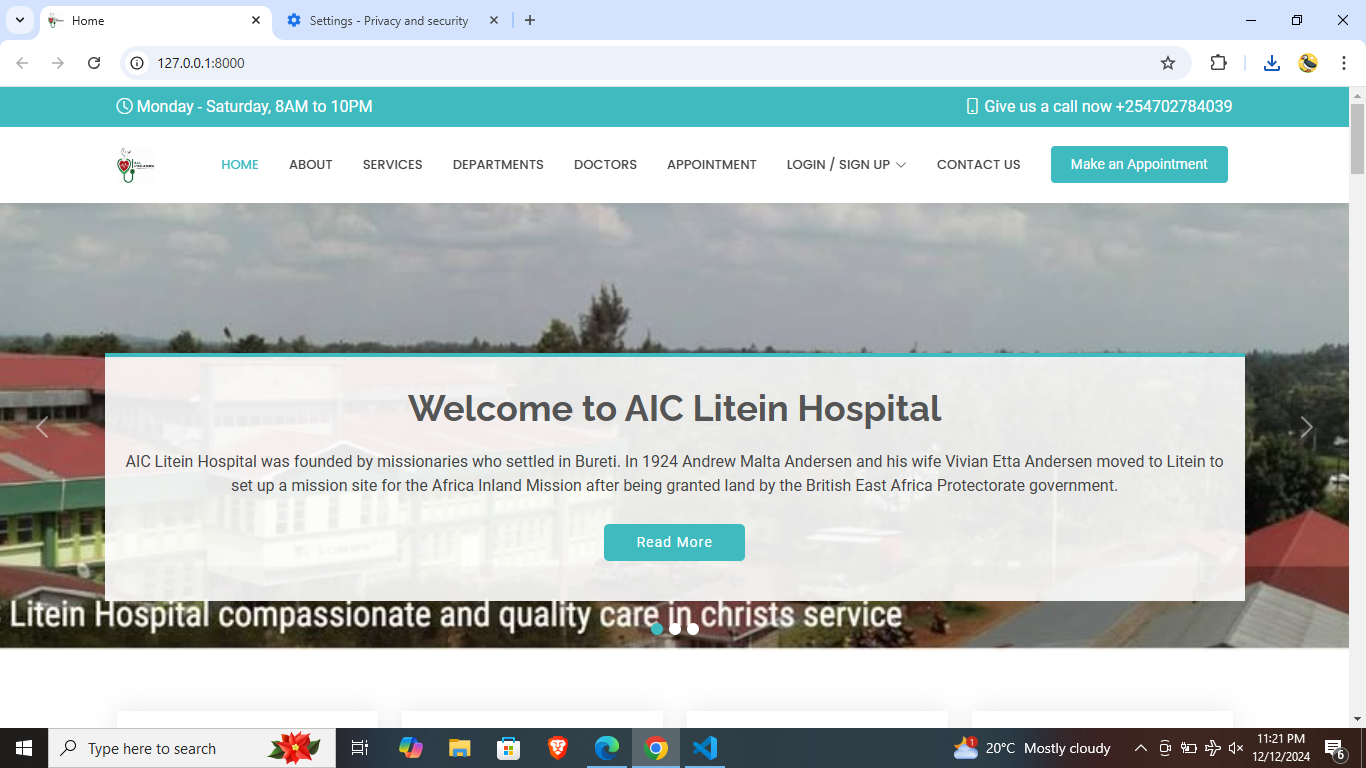 Home
Settings - Privacy and security
127.0.0.1:8000
Monday - Saturday, 8AM to 10PM
Give us a call now +254702784039
HOME
ABOUT
SERVICES
DEPARTMENTS
DOCTORS
APPOINTMENT
LOGIN / SIGN UP
CONTACT US
Make an Appointment
Welcome to AIC Litein Hospital
AIC Litein Hospital was founded by missionaries who settled in Bureti. In 1924 Andrew Malta Andersen and his wife Vivian Etta Andersen moved to Litein to
set up a mission site for the Africa Inland Mission after being granted land by the British East Africa Protectorate government.
Read More
Litein Hospital compassionate and quality care in christs service
Type here to search
1
20°C Mostly cloudy
11:21 PM
12/12/2024
6